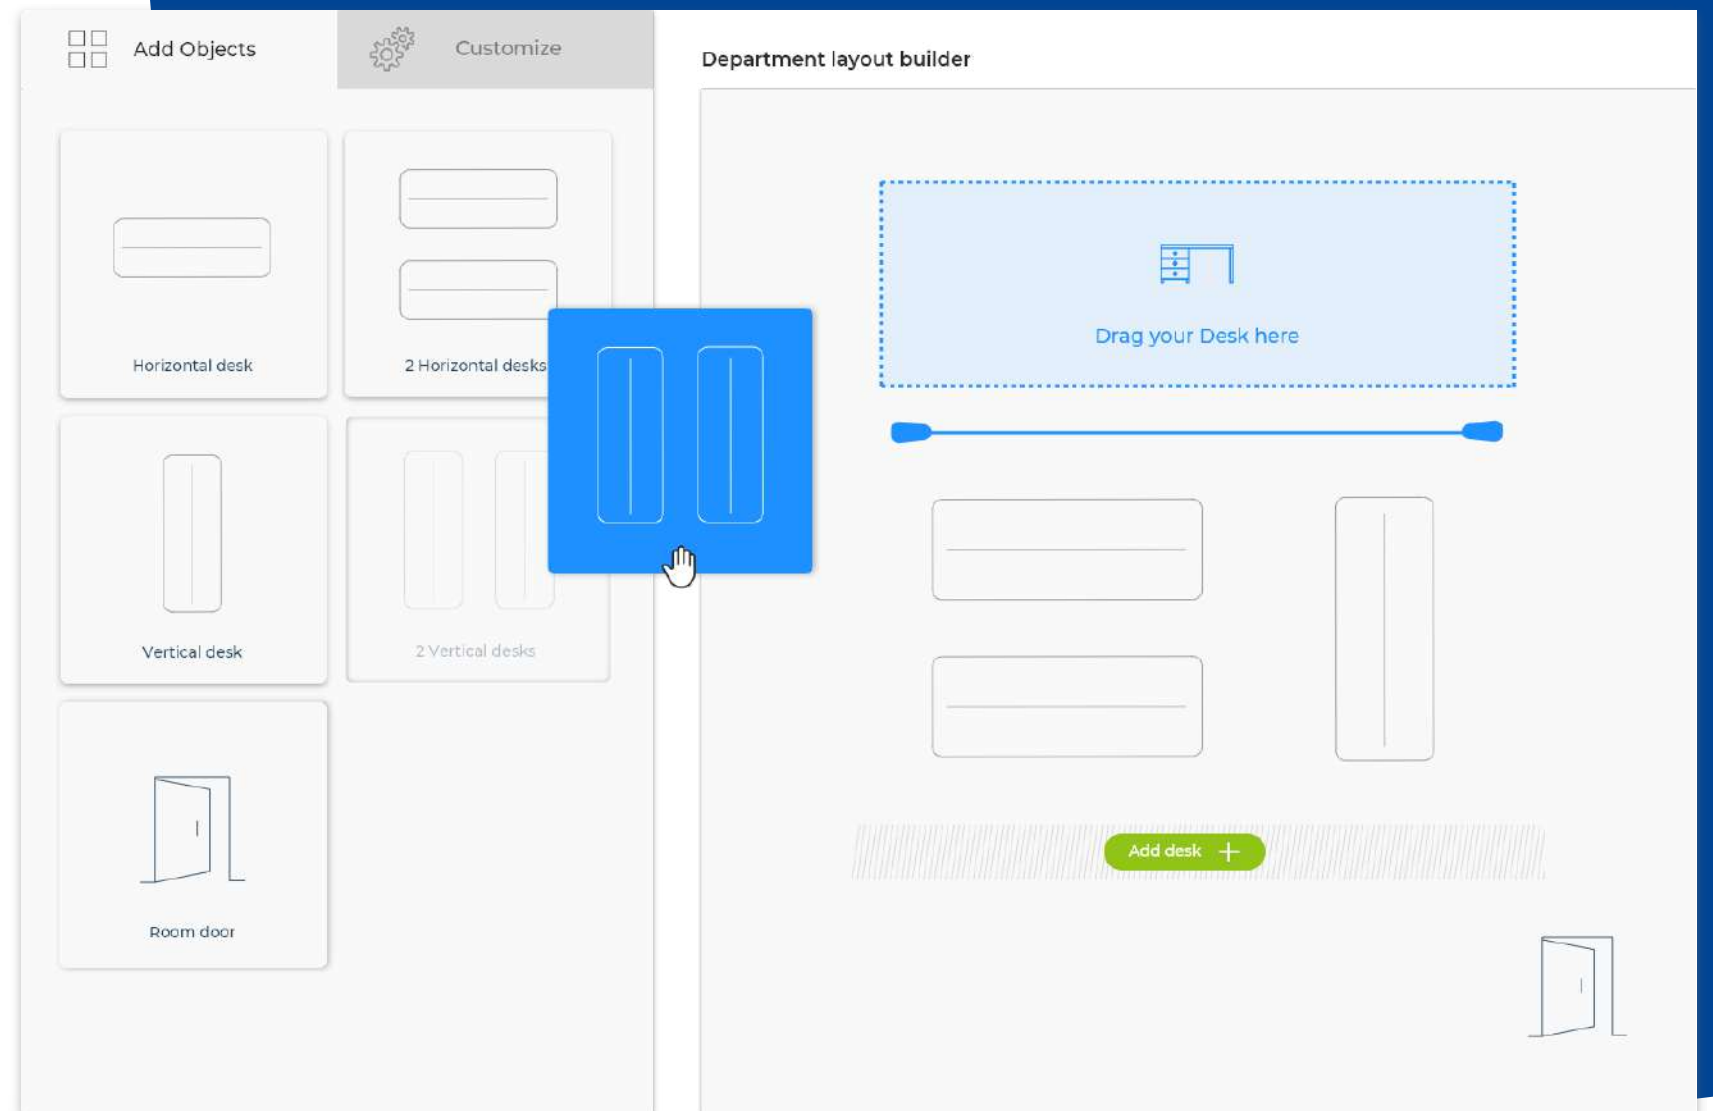 Add Objects
Customize
Department layout builder
Horizontal desk
2 Horizontal desks
Drag your Desk here
Vertical desk
2 Vertical desks
Add desk
Room door